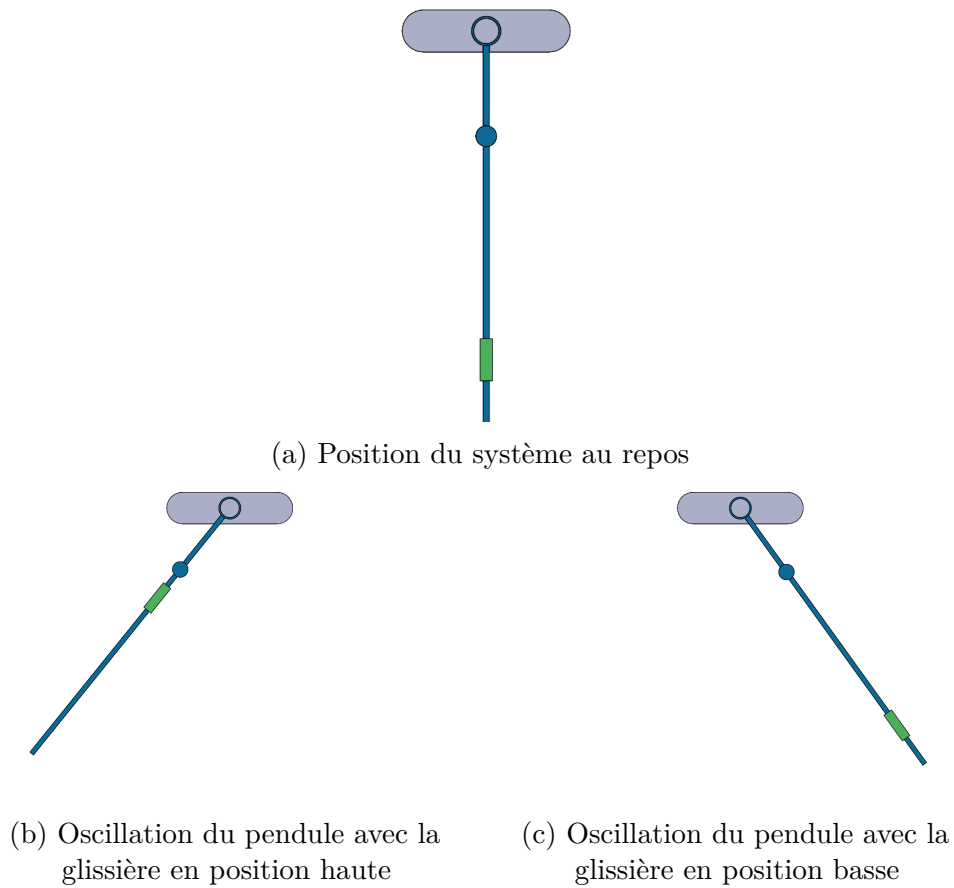 (a) Position du système au repos
(b) Oscillation du pendule avec la
glissière en position haute
(c) Oscillation du pendule avec la
glissière en position basse